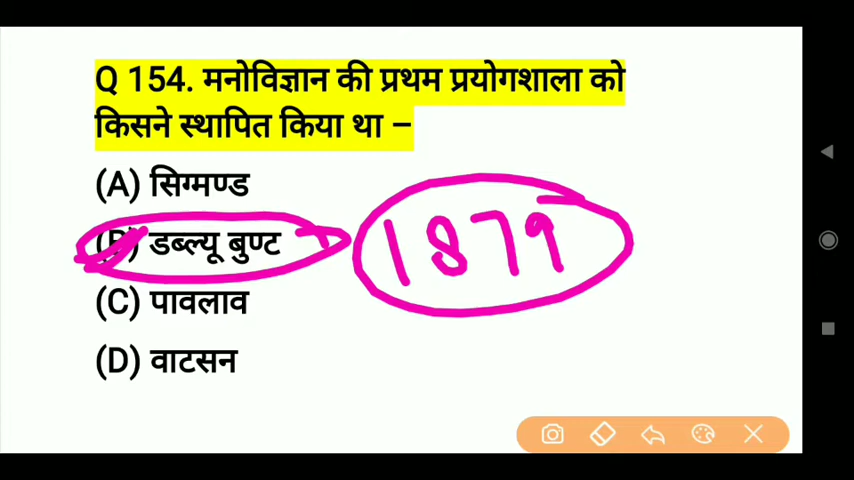 Q 154. मनोविज्ञान की प्रथम प्रयोगशाला को
किसने स्थापित किया था –
(A) सिग्मण्ड
(B) डब्ल्यू बुण्ट
1879
(C) पावलाव
(D) वाटसन